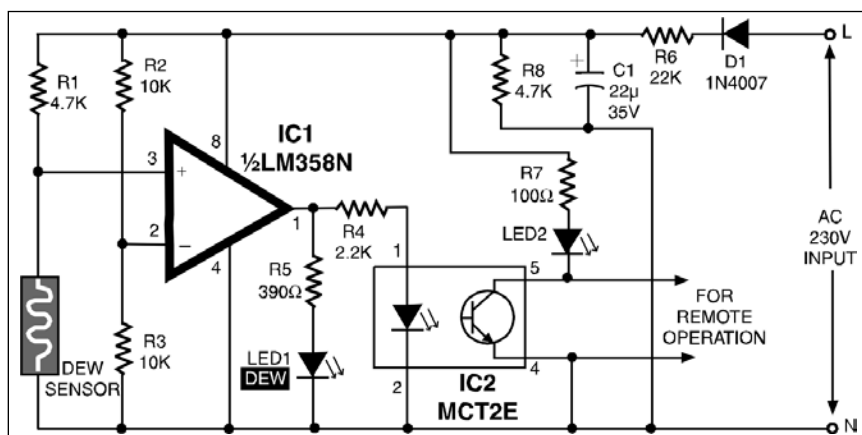 L
R1
4.7K
R2
10K
IC1
½LM358N
8
3
+
2
−
4
1
R4
2.2K
R5
390Ω
R3
10K
DEW
SENSOR
LED1
DEW
R8
4.7K
+
C1
22µ
35V
R6
22K
D1
1N4007
R7
100Ω
LED2
1
5
2
4
IC2
MCT2E
FOR
REMOTE
OPERATION
AC
230V
INPUT
N